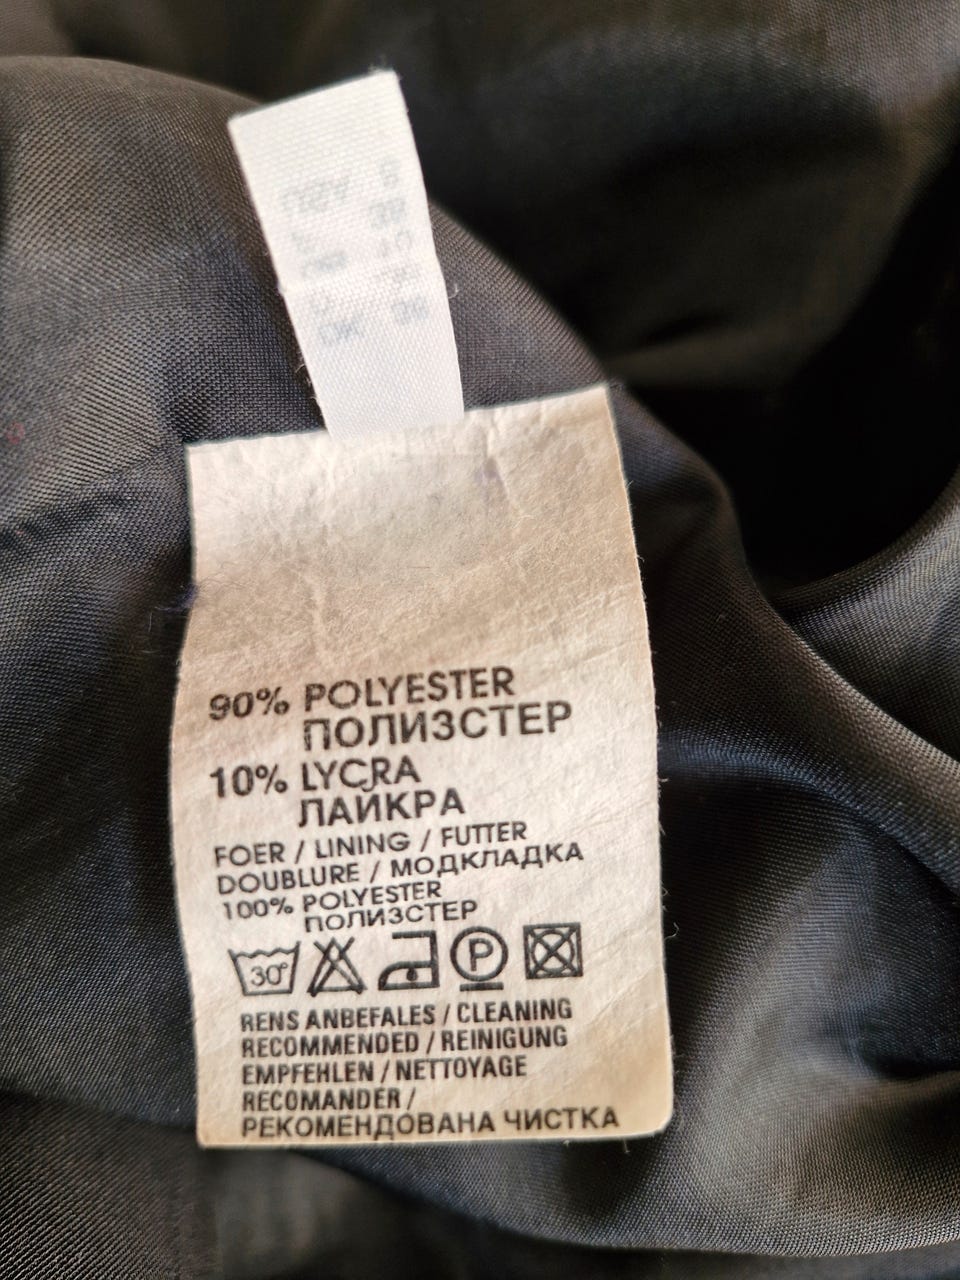 90% POLYESTER
ПОЛИЗСТЕР
10% LYCRA
ЛАЙКРА
FOER / LINING / FUTTER
DOUBLURE / МОДКЛАДКА
100% POLYESTER
ПОЛИЗСТЕР
30° P
RENS ANBEFALES / CLEANING
RECOMMENDED / REINIGUNG
EMPFEHLEN / NETTOYAGE
RECOMANDER /
РЕКОМЕНДОВАНА ЧИСТКА